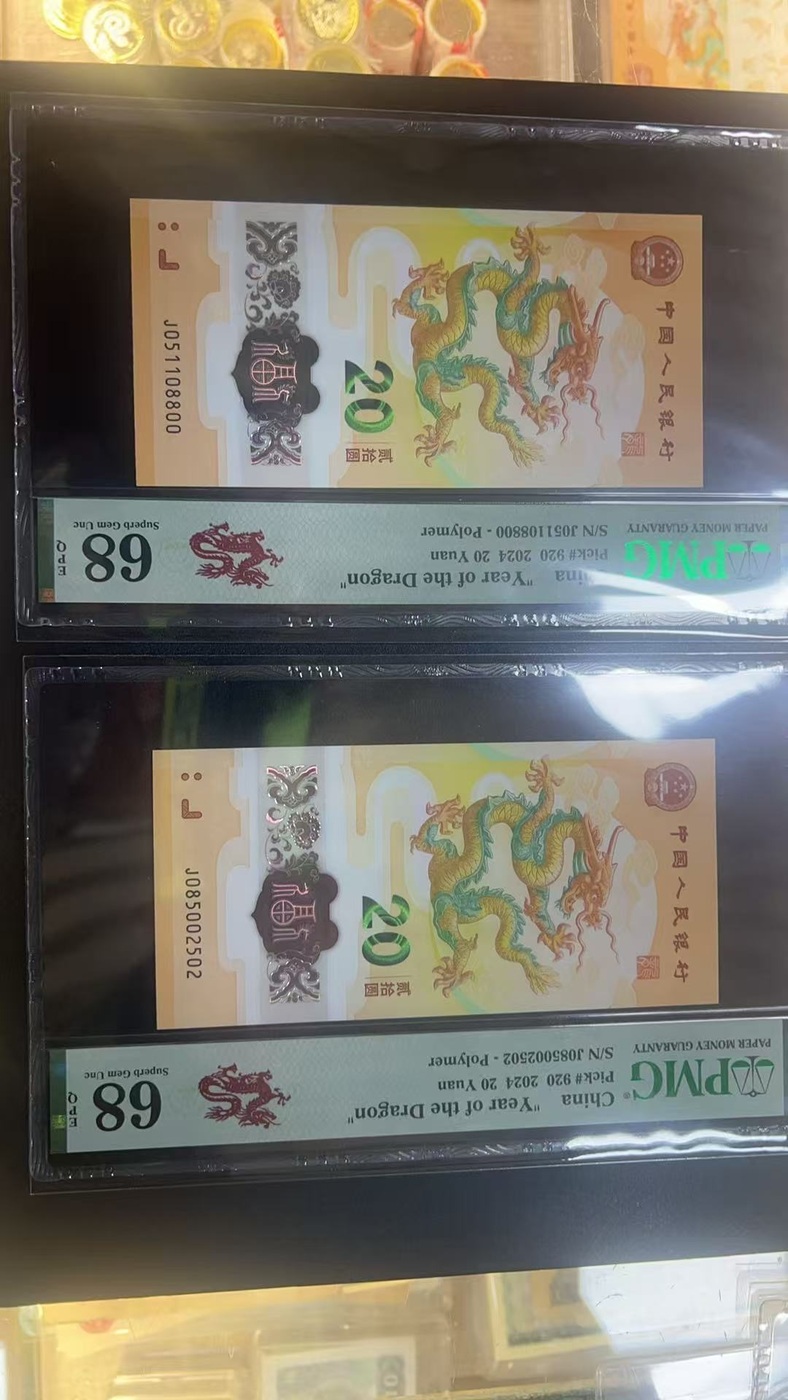 中国人民银行
20
贰拾圆
J051108800
PMG
PAPER MONEY GUARANTY
"Year of the Dragon"
Pick# 920 2024 20 Yuan
S/N J051108800 - Polymer
68
EPQ
Superb Gem Unc
中国人民银行
20
贰拾圆
J085002502
PMG
PAPER MONEY GUARANTY
China "Year of the Dragon"
Pick# 920 2024 20 Yuan
S/N J085002502 - Polymer
68
EPQ
Superb Gem Unc